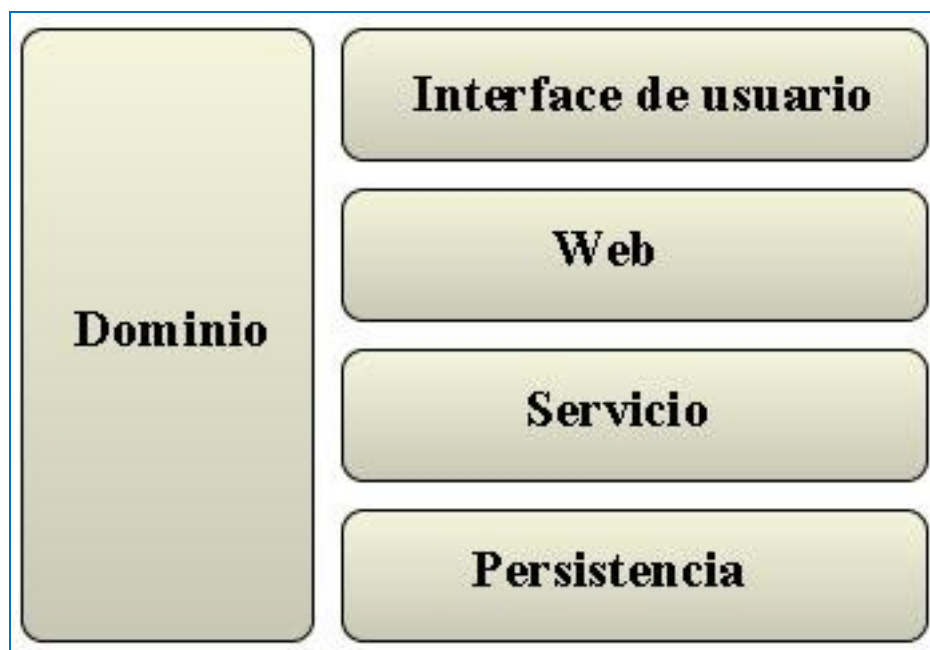 Interface de usuario
Web
Dominio
Servicio
Persistencia